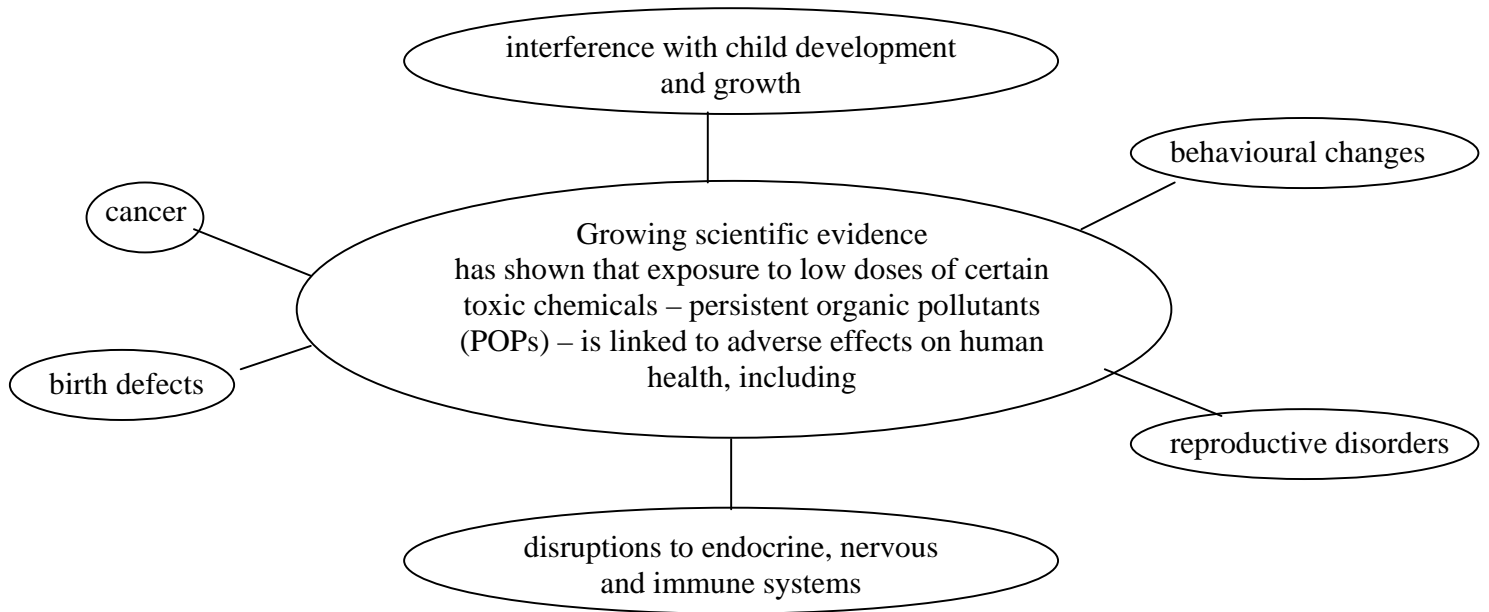 interference with child development
and growth
behavioural changes
cancer
Growing scientific evidence
has shown that exposure to low doses of certain
toxic chemicals – persistent organic pollutants
(POPs) – is linked to adverse effects on human
health, including
birth defects
reproductive disorders
disruptions to endocrine, nervous
and immune systems